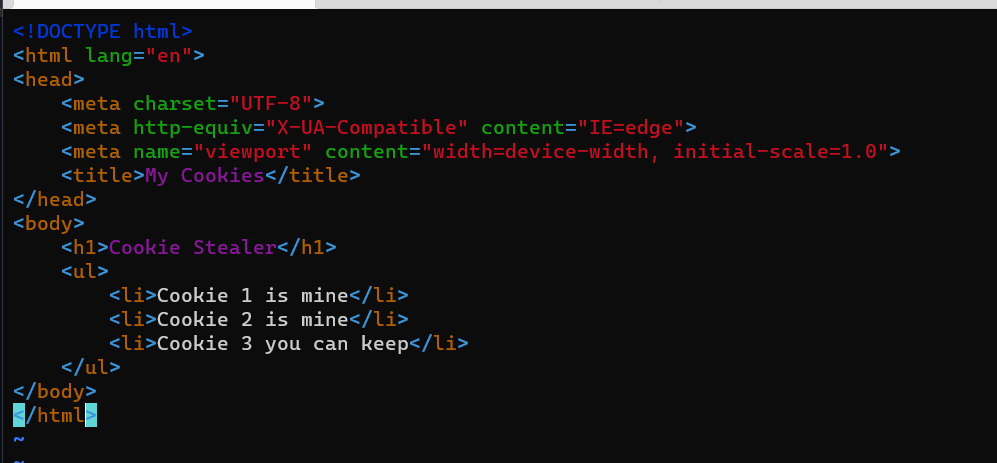 <!DOCTYPE html>
<html lang="en">
<head>
    <meta charset="UTF-8">
    <meta http-equiv="X-UA-Compatible" content="IE=edge">
    <meta name="viewport" content="width=device-width, initial-scale=1.0">
    <title>My Cookies</title>
</head>
<body>
    <h1>Cookie Stealer</h1>
    <ul>
        <li>Cookie 1 is mine</li>
        <li>Cookie 2 is mine</li>
        <li>Cookie 3 you can keep</li>
    </ul>
</body>
</html>
~
~